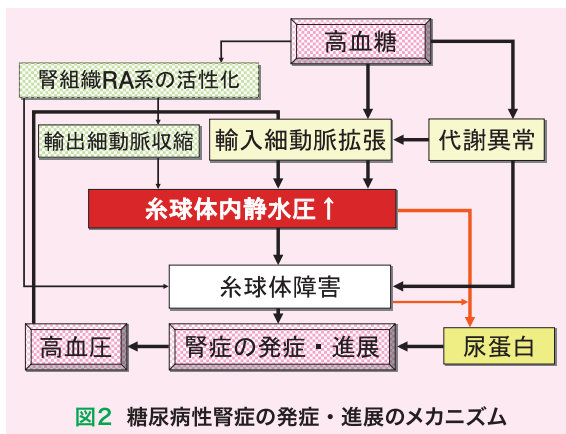 高血糖
腎組織RA系の活性化
輸出細動脈収縮
輸入細動脈拡張
代謝異常
糸球体内静水圧↑
糸球体障害
高血圧
腎症の発症・進展
尿蛋白
図2 糖尿病性腎症の発症・進展のメカニズム